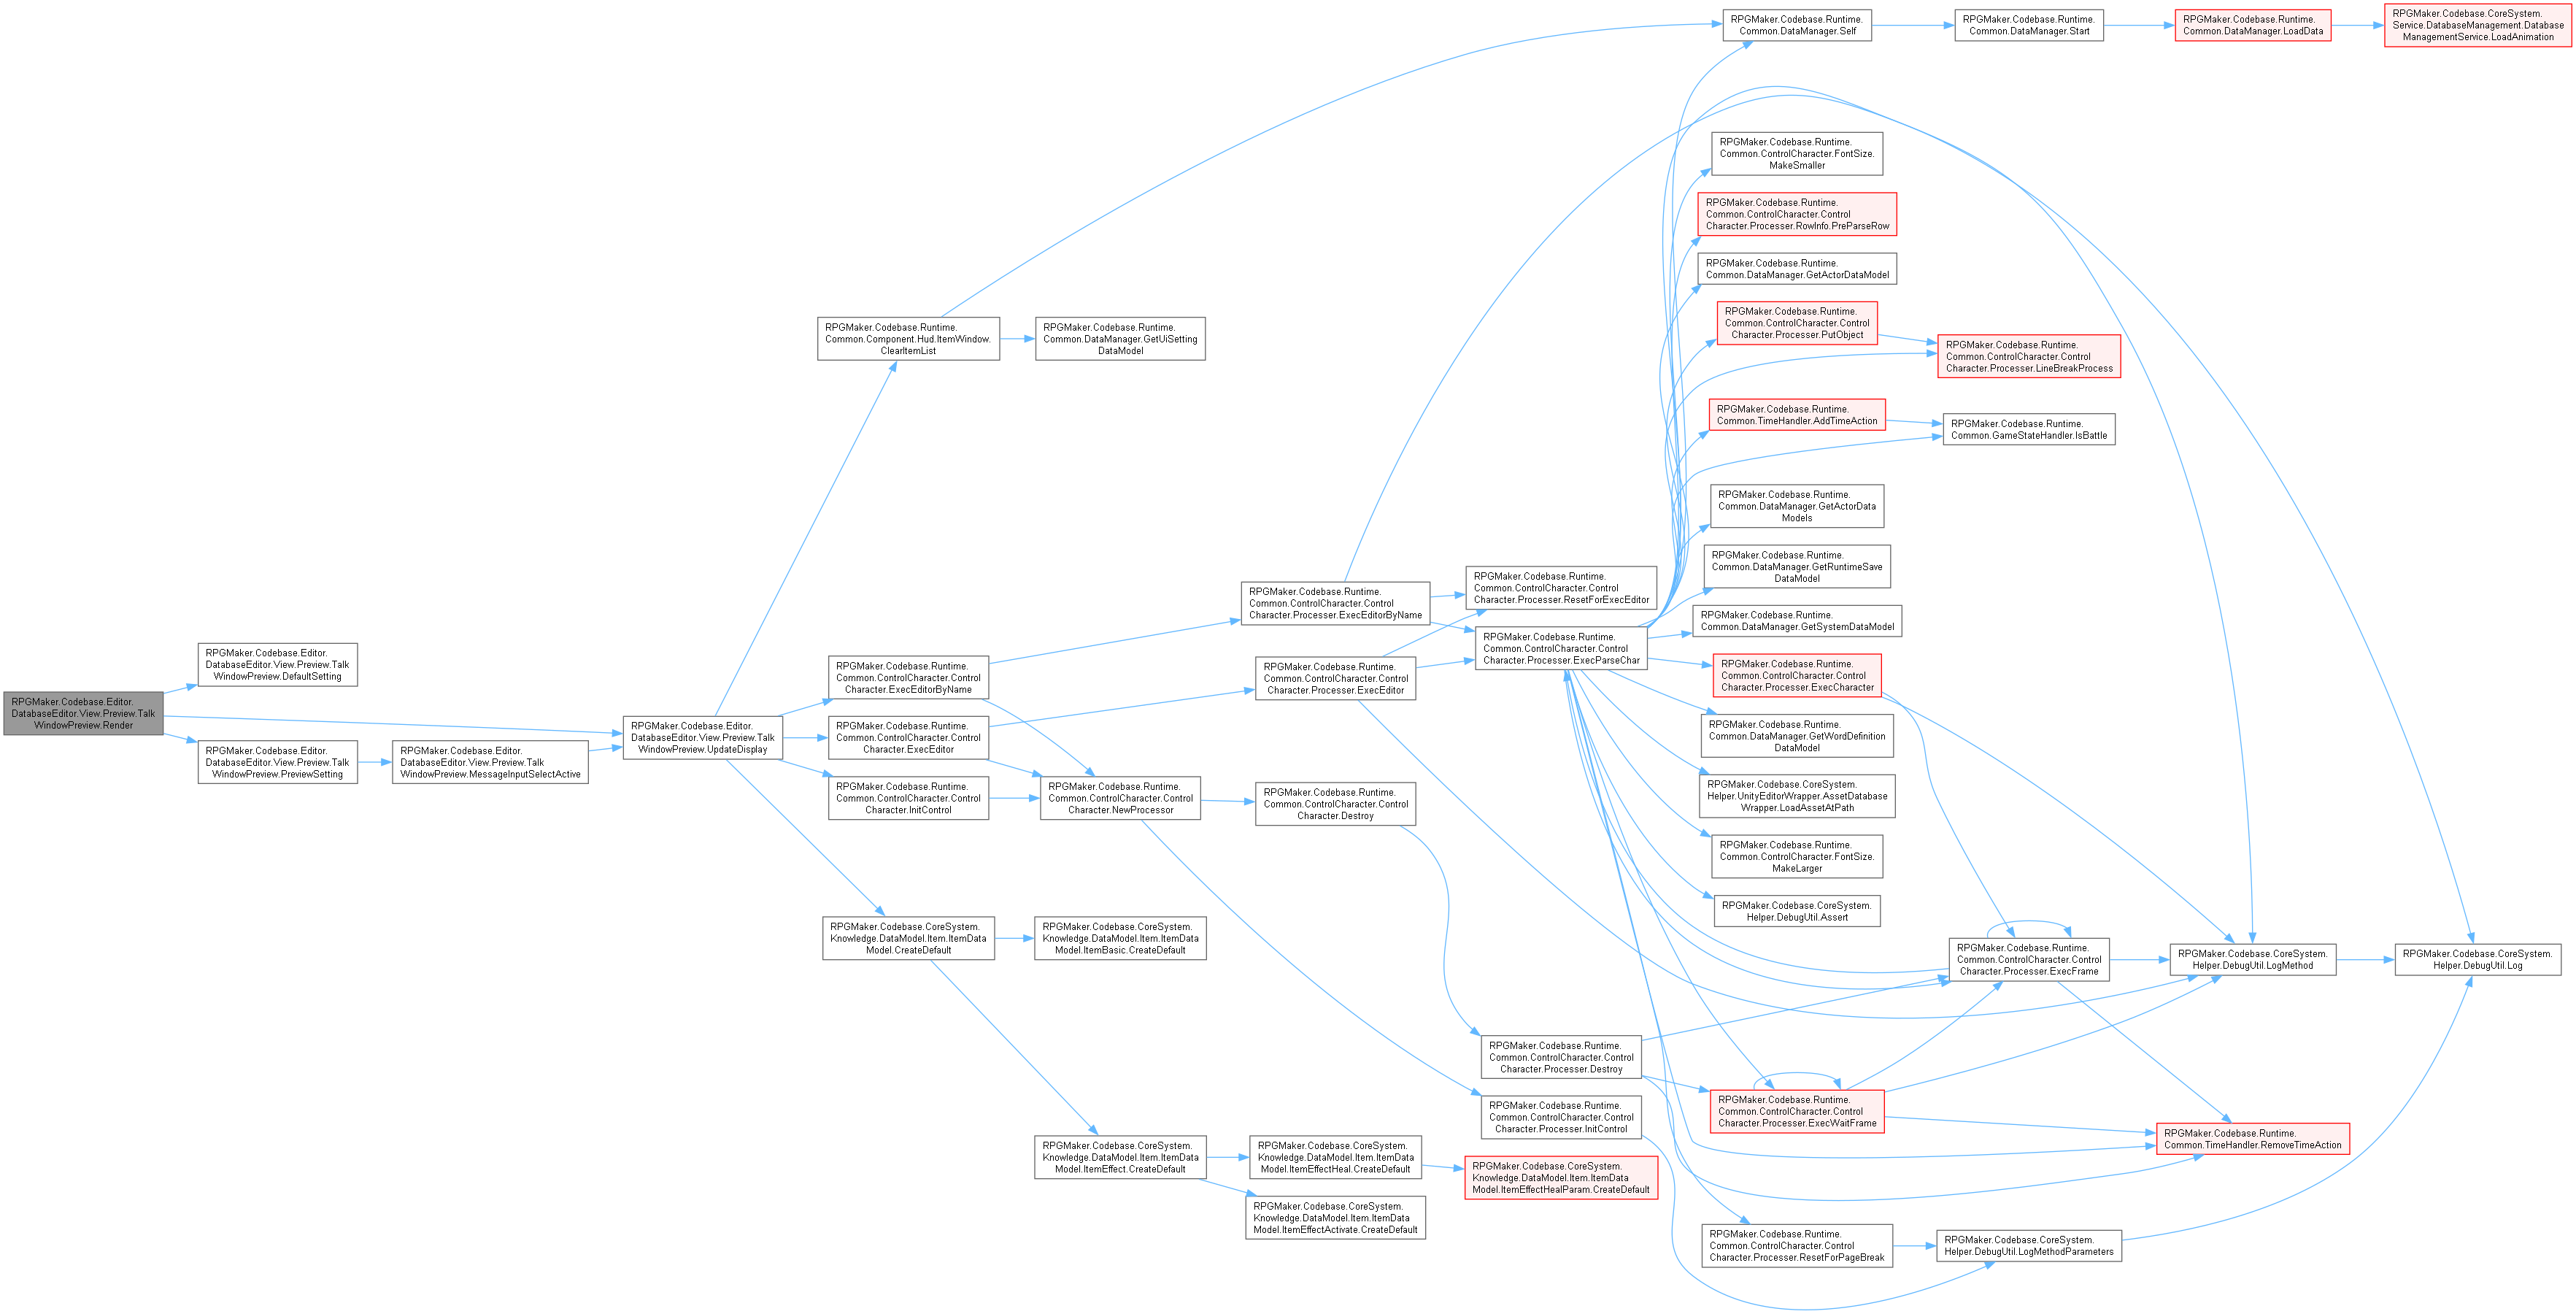 RPGMaker.Codebase.Editor.
DatabaseEditor.View.Preview.Talk
WindowPreview.Render
RPGMaker.Codebase.Editor.
DatabaseEditor.View.Preview.Talk
WindowPreview.DefaultSetting
RPGMaker.Codebase.Editor.
DatabaseEditor.View.Preview.Talk
WindowPreview.PreviewSetting
RPGMaker.Codebase.Editor.
DatabaseEditor.View.Preview.Talk
WindowPreview.MessageInputSelectActive
RPGMaker.Codebase.Editor.
DatabaseEditor.View.Preview.Talk
WindowPreview.UpdateDisplay
RPGMaker.Codebase.Runtime.
Common.Component.Hud.ItemWindow.
ClearItemList
RPGMaker.Codebase.Runtime.
Common.ControlCharacter.Control
Character.ExecEditorByName
RPGMaker.Codebase.Runtime.
Common.ControlCharacter.Control
Character.ExecEditor
RPGMaker.Codebase.Runtime.
Common.ControlCharacter.Control
Character.InitControl
RPGMaker.Codebase.CoreSystem.
Knowledge.DataModel.Item.ItemData
Model.CreateDefault
RPGMaker.Codebase.Runtime.
Common.DataManager.GetUiSetting
DataModel
RPGMaker.Codebase.Runtime.
Common.ControlCharacter.Control
Character.NewProcessor
RPGMaker.Codebase.CoreSystem.
Knowledge.DataModel.Item.ItemData
Model.ItemBasic.CreateDefault
RPGMaker.Codebase.CoreSystem.
Knowledge.DataModel.Item.ItemData
Model.ItemEffect.CreateDefault
RPGMaker.Codebase.Runtime.
Common.ControlCharacter.Control
Character.Processer.ExecEditorByName
RPGMaker.Codebase.Runtime.
Common.ControlCharacter.Control
Character.Processer.ExecEditor
RPGMaker.Codebase.Runtime.
Common.ControlCharacter.Control
Character.Destroy
RPGMaker.Codebase.CoreSystem.
Knowledge.DataModel.Item.ItemData
Model.ItemEffectHeal.CreateDefault
RPGMaker.Codebase.CoreSystem.
Knowledge.DataModel.Item.ItemData
Model.ItemEffectActivate.CreateDefault
RPGMaker.Codebase.Runtime.
Common.ControlCharacter.Control
Character.Processer.ResetForExecEditor
RPGMaker.Codebase.Runtime.
Common.ControlCharacter.Control
Character.Processer.ExecParseChar
RPGMaker.Codebase.Runtime.
Common.ControlCharacter.Control
Character.Processer.Destroy
RPGMaker.Codebase.Runtime.
Common.ControlCharacter.Control
Character.Processer.InitControl
RPGMaker.Codebase.CoreSystem.
Knowledge.DataModel.Item.ItemData
Model.ItemEffectHealParam.CreateDefault
RPGMaker.Codebase.Runtime.
Common.DataManager.Self
RPGMaker.Codebase.Runtime.
Common.ControlCharacter.FontSize.
MakeSmaller
RPGMaker.Codebase.Runtime.
Common.ControlCharacter.Control
Character.Processer.RowInfo.PreParseRow
RPGMaker.Codebase.Runtime.
Common.DataManager.GetActorDataModel
RPGMaker.Codebase.Runtime.
Common.ControlCharacter.Control
Character.Processer.PutObject
RPGMaker.Codebase.Runtime.
Common.TimeHandler.AddTimeAction
RPGMaker.Codebase.Runtime.
Common.DataManager.GetActorData
Models
RPGMaker.Codebase.Runtime.
Common.DataManager.GetRuntimeSave
DataModel
RPGMaker.Codebase.Runtime.
Common.DataManager.GetSystemDataModel
RPGMaker.Codebase.Runtime.
Common.ControlCharacter.Control
Character.Processer.ExecCharacter
RPGMaker.Codebase.Runtime.
Common.DataManager.GetWordDefinition
DataModel
RPGMaker.Codebase.CoreSystem.
Helper.UnityEditorWrapper.AssetDatabase
Wrapper.LoadAssetAtPath
RPGMaker.Codebase.Runtime.
Common.ControlCharacter.FontSize.
MakeLarger
RPGMaker.Codebase.CoreSystem.
Helper.DebugUtil.Assert
RPGMaker.Codebase.Runtime.
Common.ControlCharacter.Control
Character.Processer.ExecWaitFrame
RPGMaker.Codebase.Runtime.
Common.ControlCharacter.Control
Character.Processer.ResetForPageBreak
RPGMaker.Codebase.Runtime.
Common.DataManager.Start
RPGMaker.Codebase.Runtime.
Common.ControlCharacter.Control
Character.Processer.LineBreakProcess
RPGMaker.Codebase.Runtime.
Common.GameStateHandler.IsBattle
RPGMaker.Codebase.Runtime.
Common.ControlCharacter.Control
Character.Processer.ExecFrame
RPGMaker.Codebase.CoreSystem.
Helper.DebugUtil.LogMethodParameters
RPGMaker.Codebase.Runtime.
Common.DataManager.LoadData
RPGMaker.Codebase.CoreSystem.
Helper.DebugUtil.LogMethod
RPGMaker.Codebase.Runtime.
Common.TimeHandler.RemoveTimeAction
RPGMaker.Codebase.CoreSystem.
Service.DatabaseManagement.Database
ManagementService.LoadAnimation
RPGMaker.Codebase.CoreSystem.
Helper.DebugUtil.Log